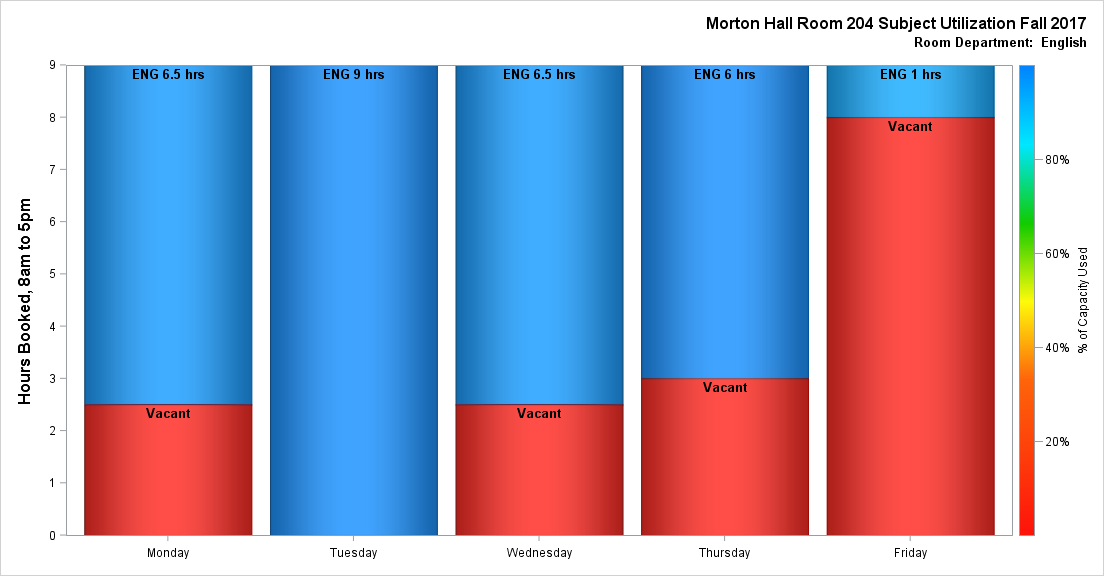 Morton Hall Room 204 Subject Utilization Fall 2017
Room Department:  English
Hours Booked, 8am to 5pm
9
8
7
6
5
4
3
2
1
0
ENG 6.5 hrs
Vacant
ENG 9 hrs
ENG 6.5 hrs
Vacant
ENG 6 hrs
Vacant
ENG 1 hrs
Vacant
Monday
Tuesday
Wednesday
Thursday
Friday
80%
60%
40%
20%
% of Capacity Used